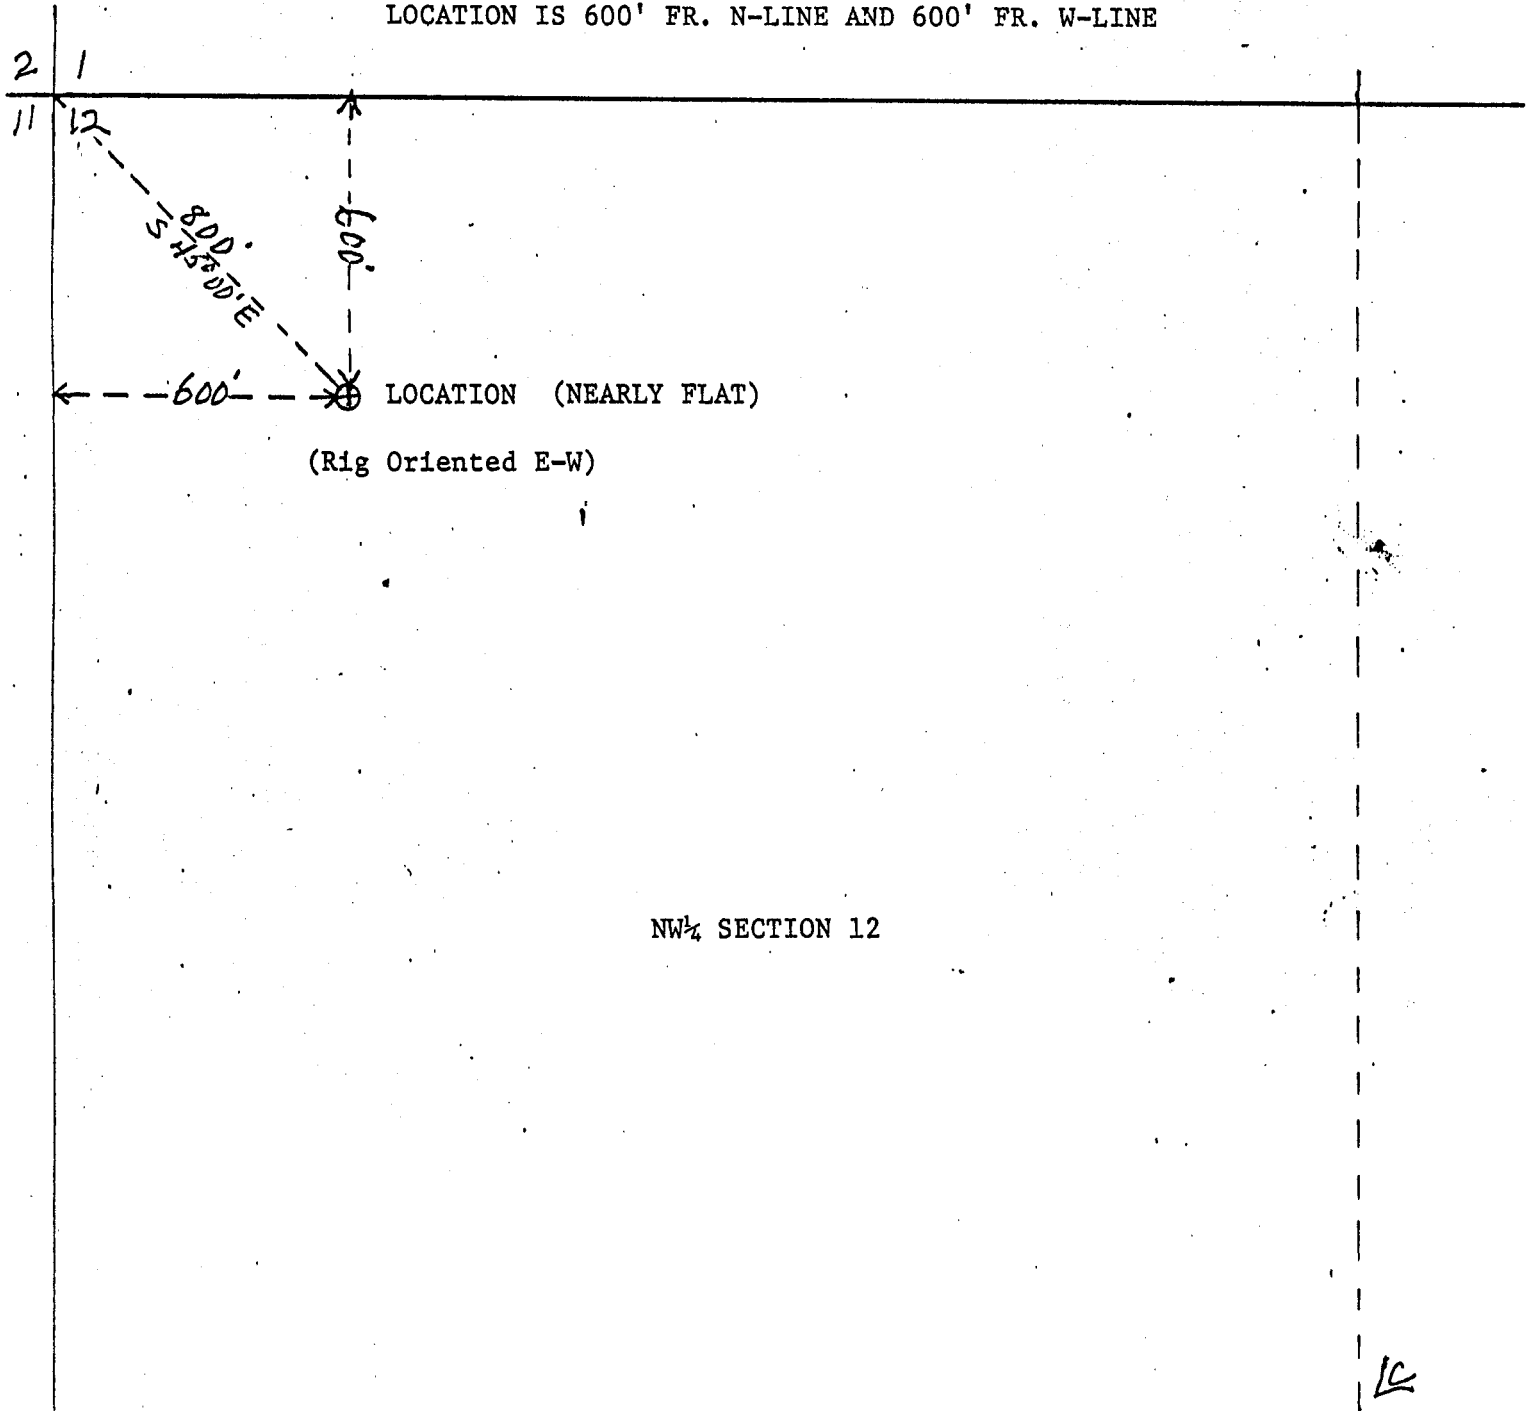 LOCATION IS 600' FR. N-LINE AND 600' FR. W-LINE
2 1
11 12
800'
S 45°00'E
600'
600'
LOCATION (NEARLY FLAT)
(Rig Oriented E-W)
NW¼ SECTION 12